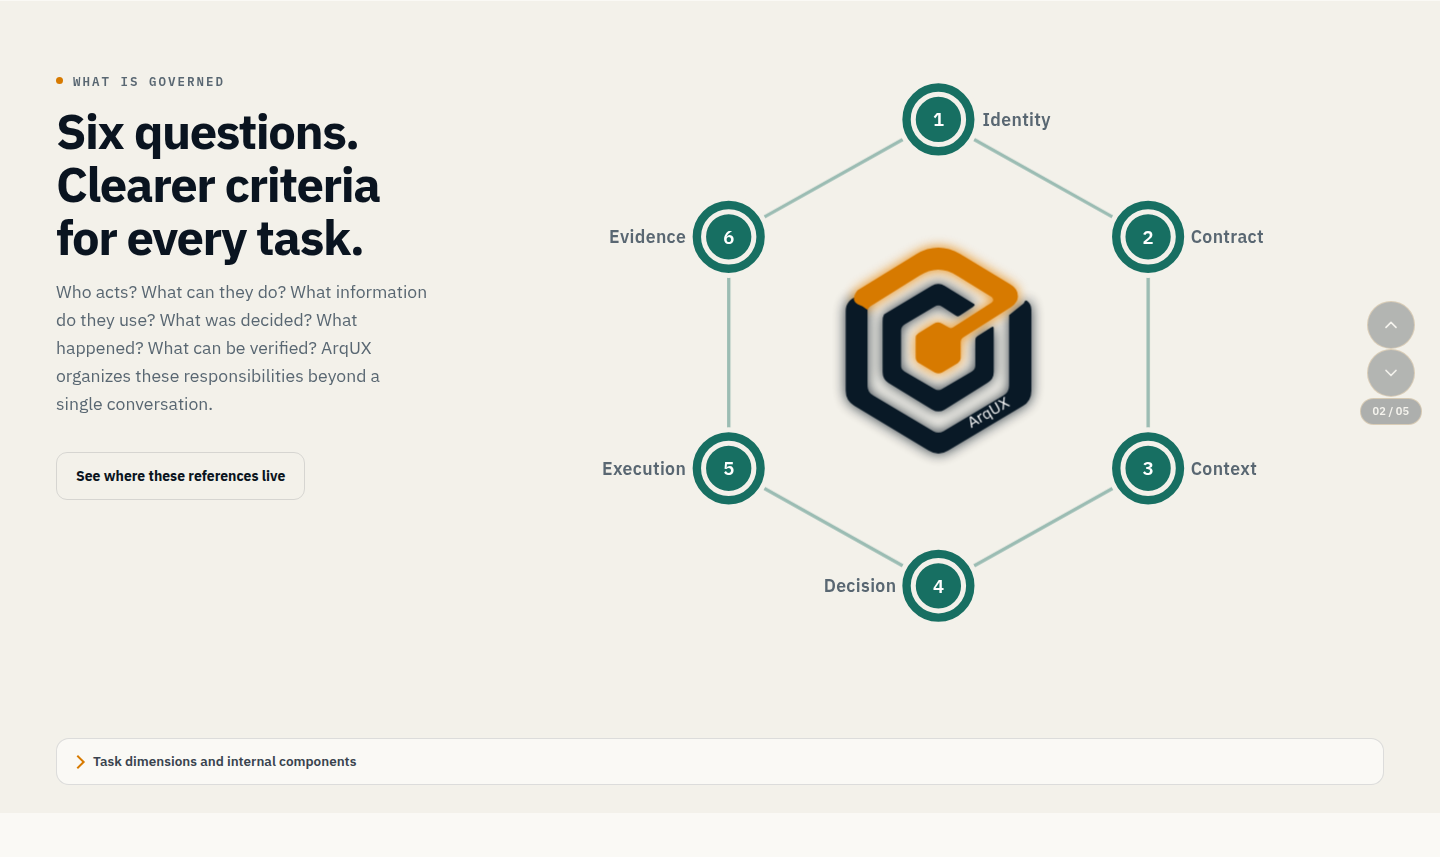 WHAT IS GOVERNED
Six questions.
Clearer criteria
for every task.
Who acts? What can they do? What information
do they use? What was decided? What
happened? What can be verified? ArqUX
organizes these responsibilities beyond a
single conversation.
See where these references live
1 Identity
Evidence 6
2 Contract
ArqUX
Execution 5
3 Context
Decision 4
02 / 05
Task dimensions and internal components